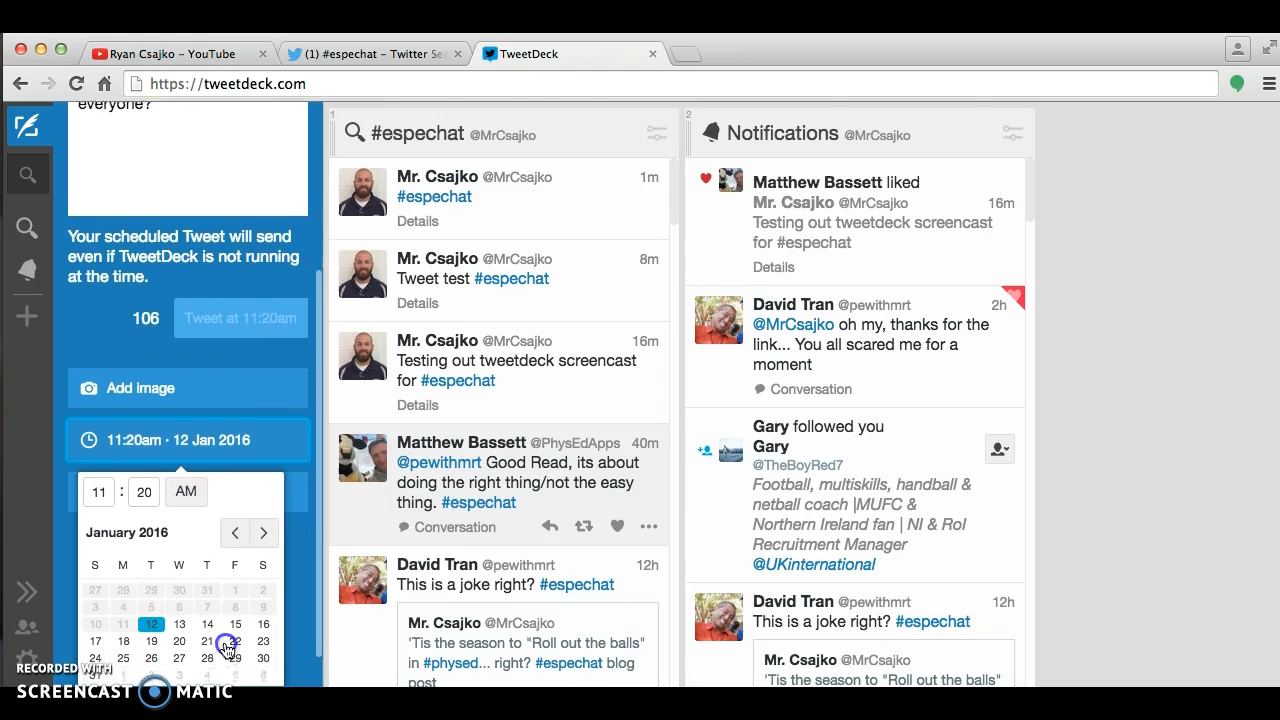 Ryan Csajko – YouTube
(1) #espechat – Twitter Sea
TweetDeck
https://tweetdeck.com
everyone?
Your scheduled Tweet will send
even if TweetDeck is not running
at the time.
106
Tweet at 11:20am
Add image
11:20am · 12 Jan 2016
11 : 20 AM
January 2016
S M T W T F S
27 28 29 30 31 1 2
3 4 5 6 7 8 9
10 11 12 13 14 15 16
17 18 19 20 21 22 23
24 25 26 27 28 29 30
31
RECORDED WITH
SCREENCAST MATIC
1
#espechat @MrCsajko
Mr. Csajko @MrCsajko 1m
#espechat
Details
Mr. Csajko @MrCsajko 8m
Tweet test #espechat
Details
Mr. Csajko @MrCsajko 16m
Testing out tweetdeck screencast
for #espechat
Details
Matthew Bassett @PhysEdApps 40m
@pewithmrt Good Read, its about
doing the right thing/not the easy
thing. #espechat
Conversation
David Tran @pewithmrt 12h
This is a joke right? #espechat
Mr. Csajko @MrCsajko
'Tis the season to "Roll out the balls"
in #physed... right? #espechat blog
post
2
Notifications @MrCsajko
Matthew Bassett liked
Mr. Csajko @MrCsajko 16m
Testing out tweetdeck screencast
for #espechat
Details
David Tran @pewithmrt 2h
@MrCsajko oh my, thanks for the
link... You all scared me for a
moment
Conversation
Gary followed you
Gary
@TheBoyRed7
Football, multiskills, handball &
netball coach |MUFC &
Northern Ireland fan | NI & RoI
Recruitment Manager
@UKinternational
David Tran @pewithmrt 12h
This is a joke right? #espechat
Mr. Csajko @MrCsajko
'Tis the season to "Roll out the balls"